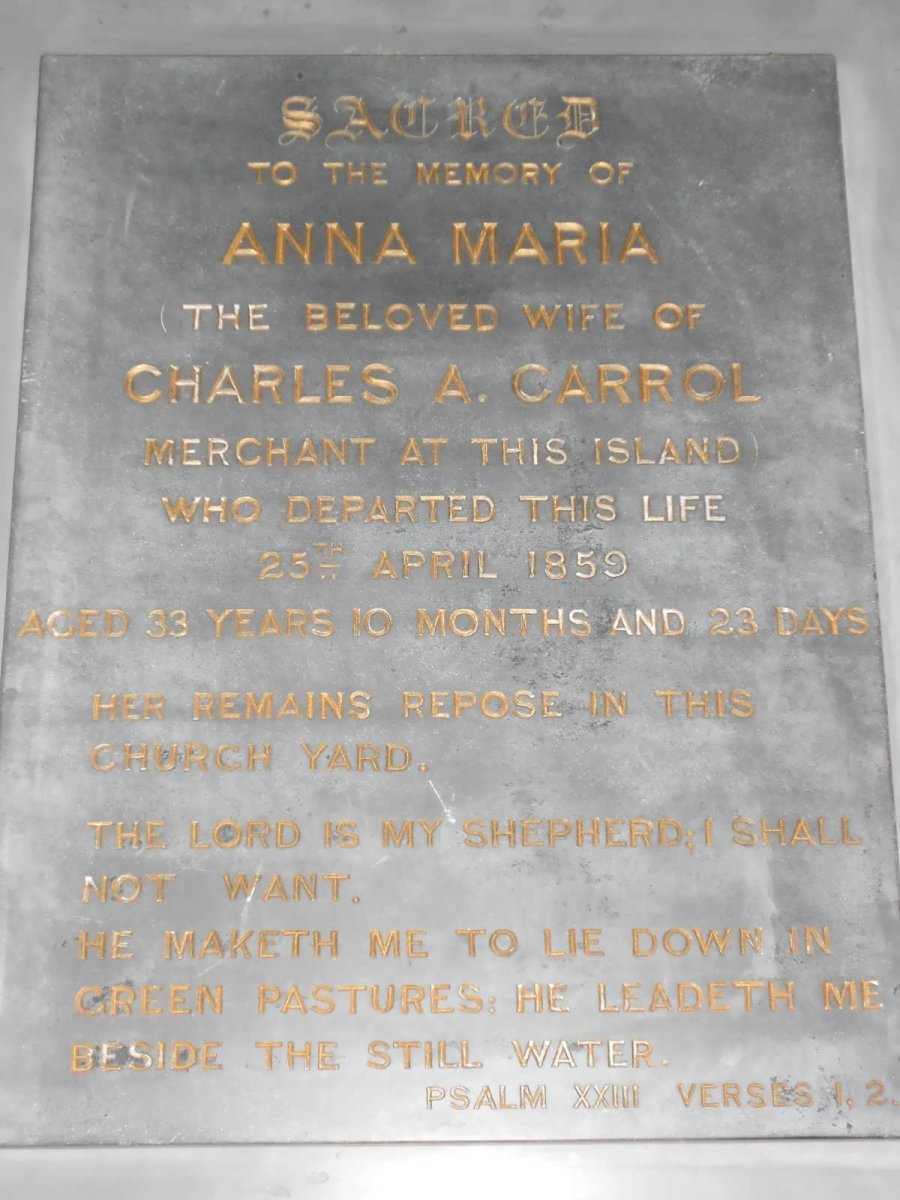 SACRED
TO THE MEMORY OF
ANNA MARIA
(THE BELOVED WIFE OF
CHARLES A. CARROL
MERCHANT AT THIS ISLAND)
WHO DEPARTED THIS LIFE
25TH APRIL 1859
AGED 33 YEARS 10 MONTHS AND 23 DAYS
HER REMAINS REPOSE IN THIS
CHURCH YARD.
THE LORD IS MY SHEPHERD; I SHALL
NOT WANT.
HE MAKETH ME TO LIE DOWN IN
GREEN PASTURES: HE LEADETH ME
BESIDE THE STILL WATER.
PSALM XXIII VERSES 1, 2.